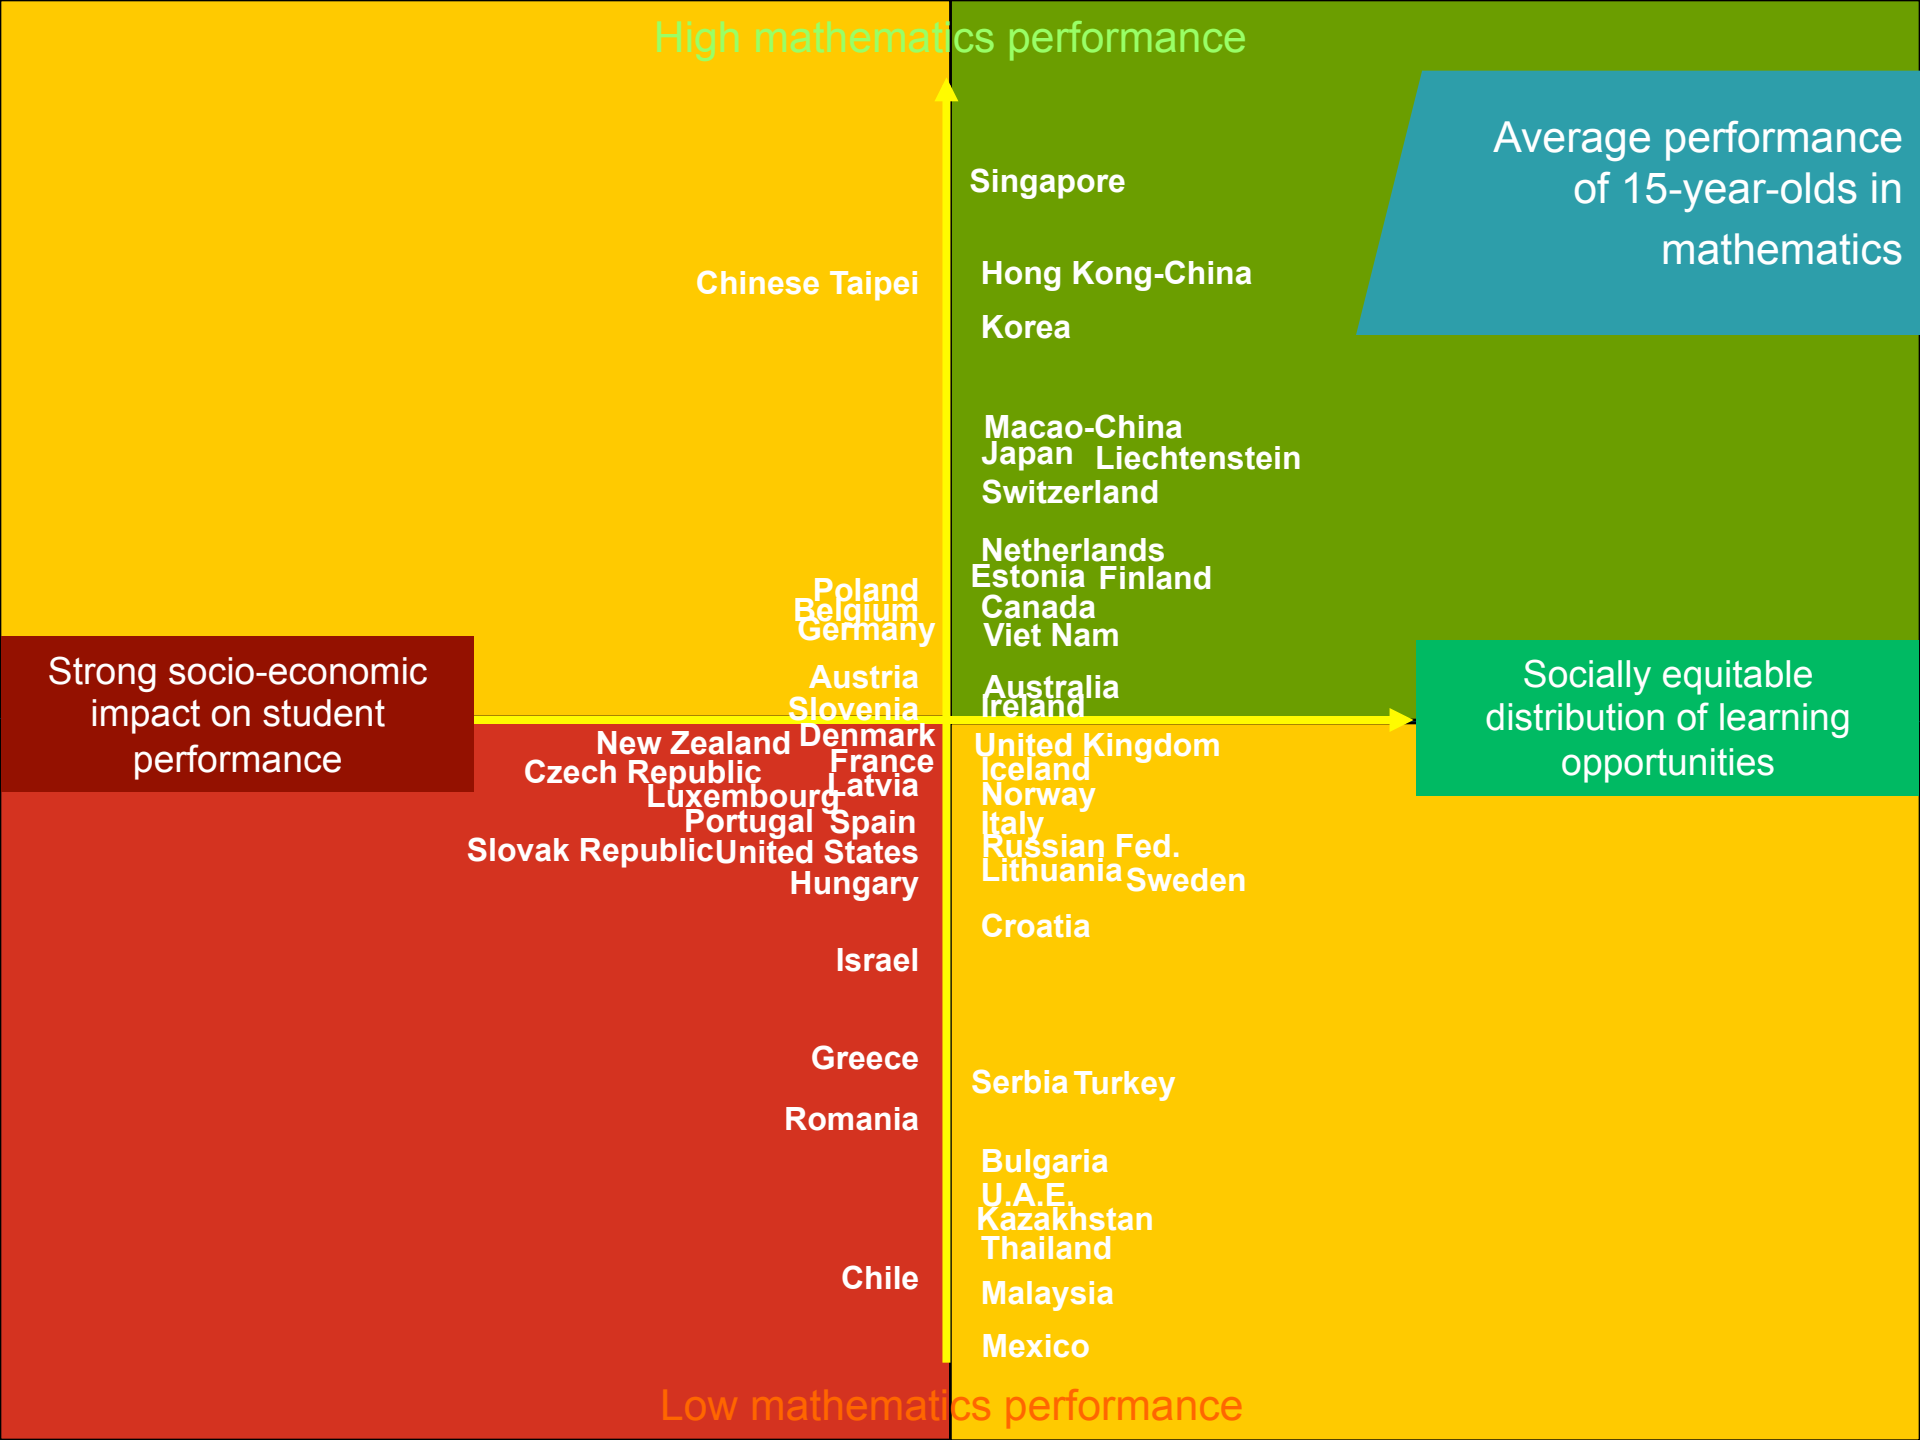 High mathematics performance
Average performance
of 15-year-olds in
mathematics
Singapore
Chinese Taipei
Hong Kong-China
Korea
Macao-China
Japan
Liechtenstein
Switzerland
Netherlands
Estonia
Finland
Poland
Belgium
Germany
Canada
Viet Nam
Austria
Slovenia
Australia
Ireland
Strong socio-economic
impact on student
performance
Socially equitable
distribution of learning
opportunities
New Zealand
Denmark
Czech Republic
France
Luxembourg
Latvia
Portugal
Spain
Slovak Republic
United States
Hungary
United Kingdom
Iceland
Norway
Italy
Russian Fed.
Lithuania
Sweden
Croatia
Israel
Greece
Serbia
Turkey
Romania
Bulgaria
U.A.E.
Kazakhstan
Thailand
Chile
Malaysia
Mexico
Low mathematics performance